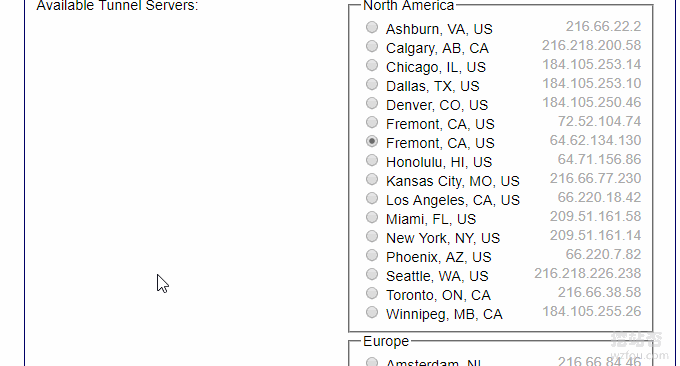 Available Tunnel Servers:
North America
Ashburn, VA, US 216.66.22.2
Calgary, AB, CA 216.218.200.58
Chicago, IL, US 184.105.253.14
Dallas, TX, US 184.105.253.10
Denver, CO, US 184.105.250.46
Fremont, CA, US 72.52.104.74
Fremont, CA, US 64.62.134.130
Honolulu, HI, US 64.71.156.86
Kansas City, MO, US 216.66.77.230
Los Angeles, CA, US 66.220.18.42
Miami, FL, US 209.51.161.58
New York, NY, US 209.51.161.14
Phoenix, AZ, US 66.220.7.82
Seattle, WA, US 216.218.226.238
Toronto, ON, CA 216.66.38.58
Winnipeg, MB, CA 184.105.255.26
Europe
Amsterdam, NL 216.66.84.46
挖站否
wzfou.com